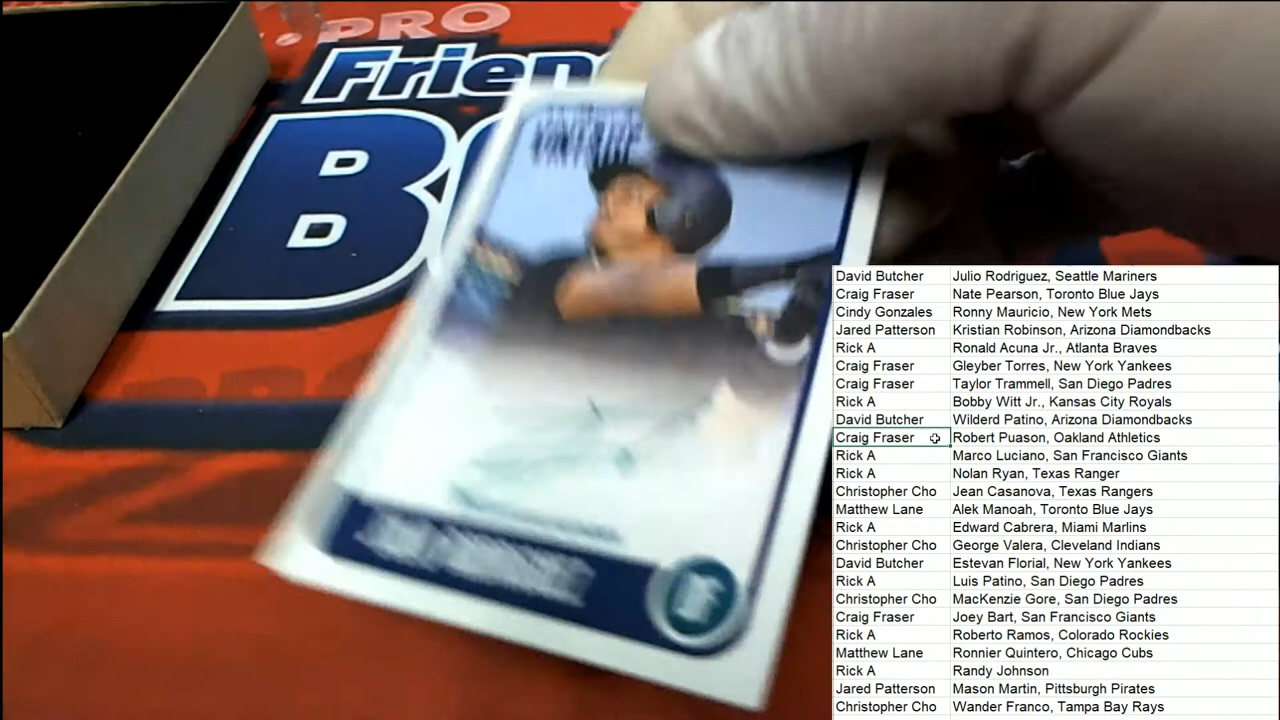 PRO
Frien
B
David Butcher Julio Rodriguez, Seattle Mariners
Craig Fraser Nate Pearson, Toronto Blue Jays
Cindy Gonzales Ronny Mauricio, New York Mets
Jared Patterson Kristian Robinson, Arizona Diamondbacks
Rick A Ronald Acuna Jr., Atlanta Braves
Craig Fraser Gleyber Torres, New York Yankees
Craig Fraser Taylor Trammell, San Diego Padres
Rick A Bobby Witt Jr., Kansas City Royals
David Butcher Wilderd Patino, Arizona Diamondbacks
Craig Fraser Robert Puason, Oakland Athletics
Rick A Marco Luciano, San Francisco Giants
Rick A Nolan Ryan, Texas Ranger
Christopher Cho Jean Casanova, Texas Rangers
Matthew Lane Alek Manoah, Toronto Blue Jays
Rick A Edward Cabrera, Miami Marlins
Christopher Cho George Valera, Cleveland Indians
David Butcher Estevan Florial, New York Yankees
Rick A Luis Patino, San Diego Padres
Christopher Cho MacKenzie Gore, San Diego Padres
Craig Fraser Joey Bart, San Francisco Giants
Rick A Roberto Ramos, Colorado Rockies
Matthew Lane Ronnier Quintero, Chicago Cubs
Rick A Randy Johnson
Jared Patterson Mason Martin, Pittsburgh Pirates
Christopher Cho Wander Franco, Tampa Bay Rays